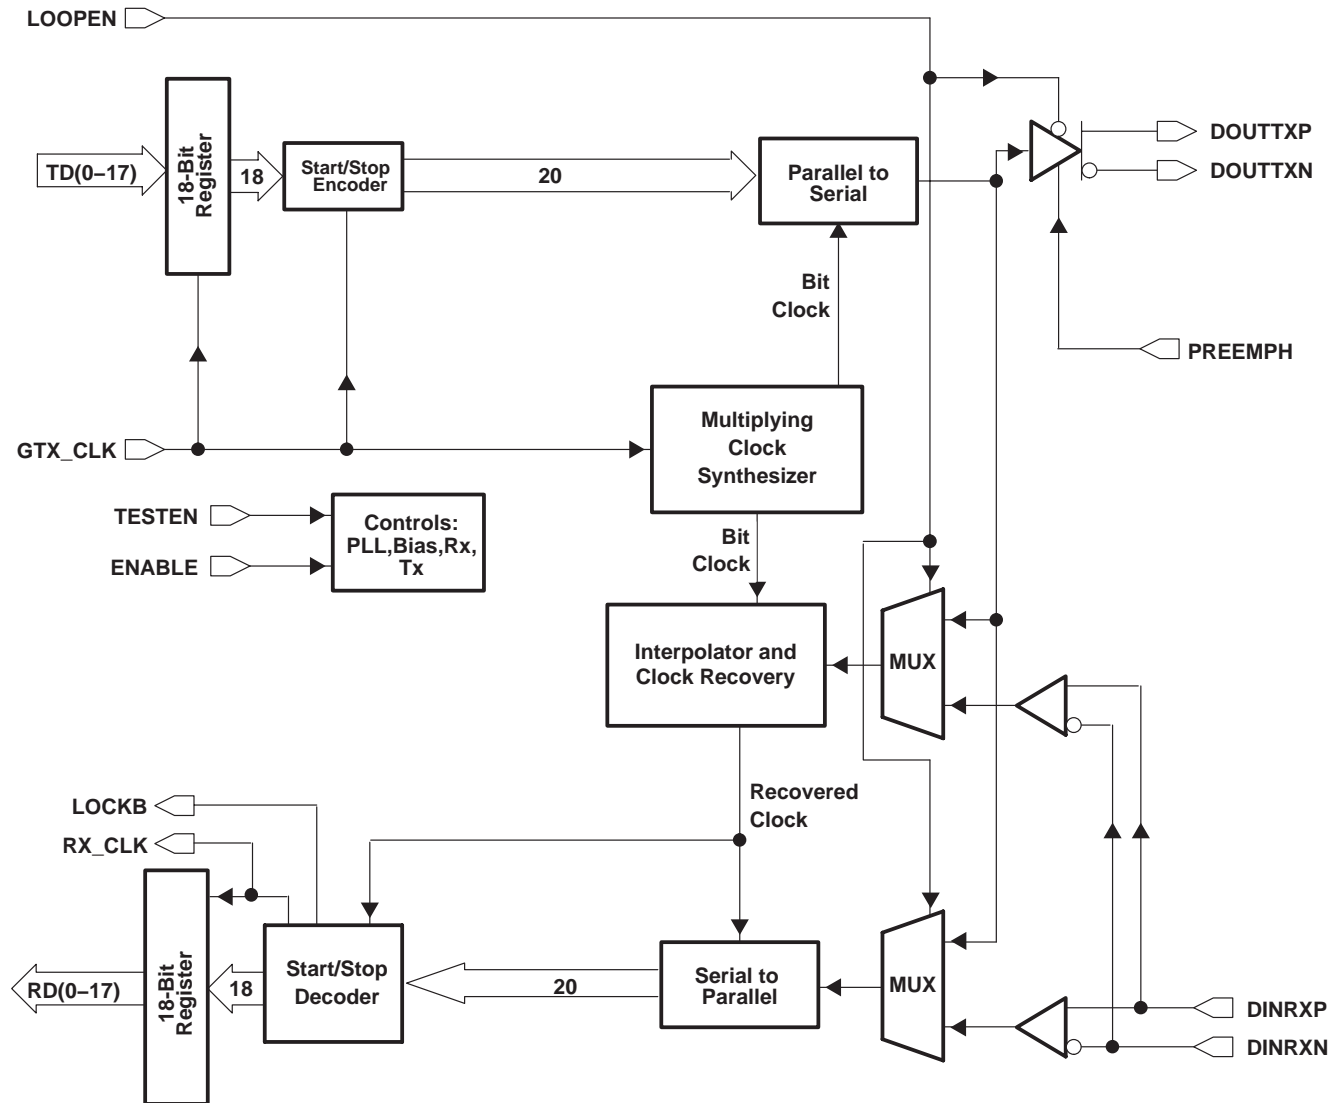 LOOPEN
18-Bit
Register
TD(0–17)
18
Start/Stop
Encoder
20
Parallel to
Serial
DOUTTXP
DOUTTXN
Bit
Clock
PREEMPH
GTX_CLK
Multiplying
Clock
Synthesizer
TESTEN
ENABLE
Controls:
PLL,Bias,Rx,
Tx
Bit
Clock
Interpolator and
Clock Recovery
MUX
Recovered
Clock
LOCKB
RX_CLK
RD(0–17)
18-Bit
Register
18
Start/Stop
Decoder
20
Serial to
Parallel
MUX
DINRXP
DINRXN